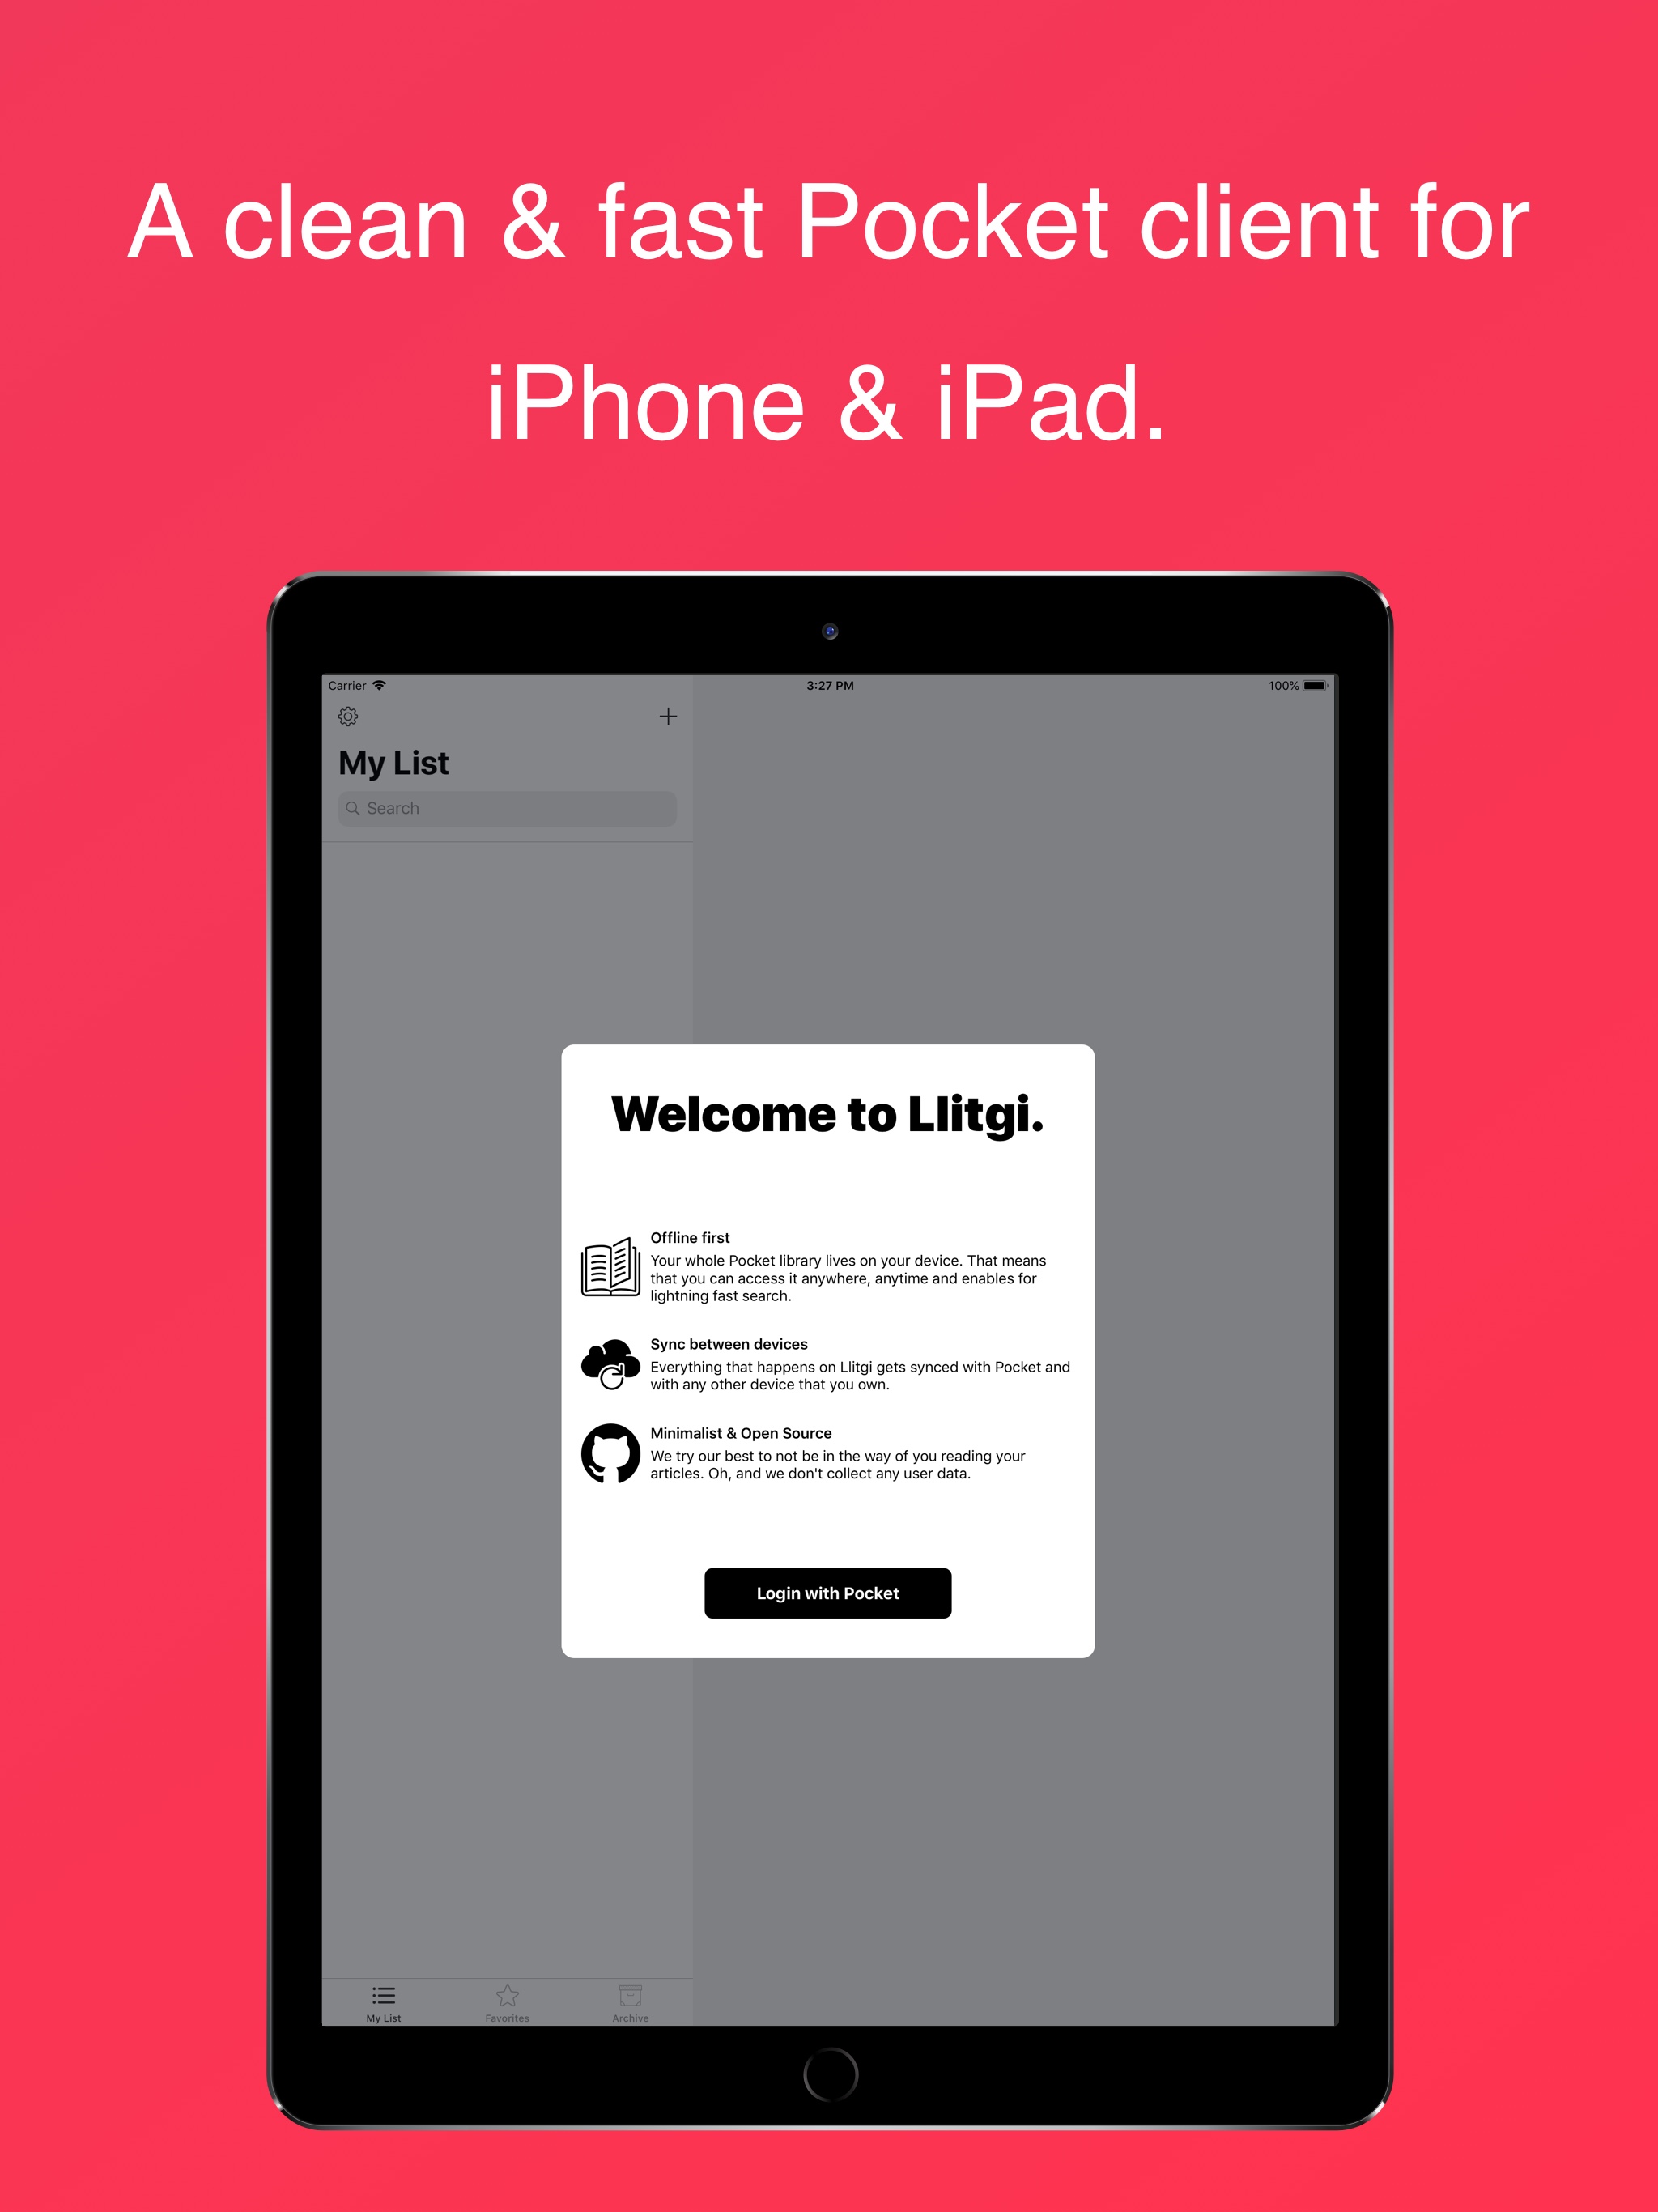 A clean & fast Pocket client for
iPhone & iPad.
Carrier 3:27 PM 100%
My List
Search
Welcome to Llitgi.
Offline first
Your whole Pocket library lives on your device. That means
that you can access it anywhere, anytime and enables for
lightning fast search.
Sync between devices
Everything that happens on Llitgi gets synced with Pocket and
with any other device that you own.
Minimalist & Open Source
We try our best to not be in the way of you reading your
articles. Oh, and we don't collect any user data.
Login with Pocket
My List Favorites Archive